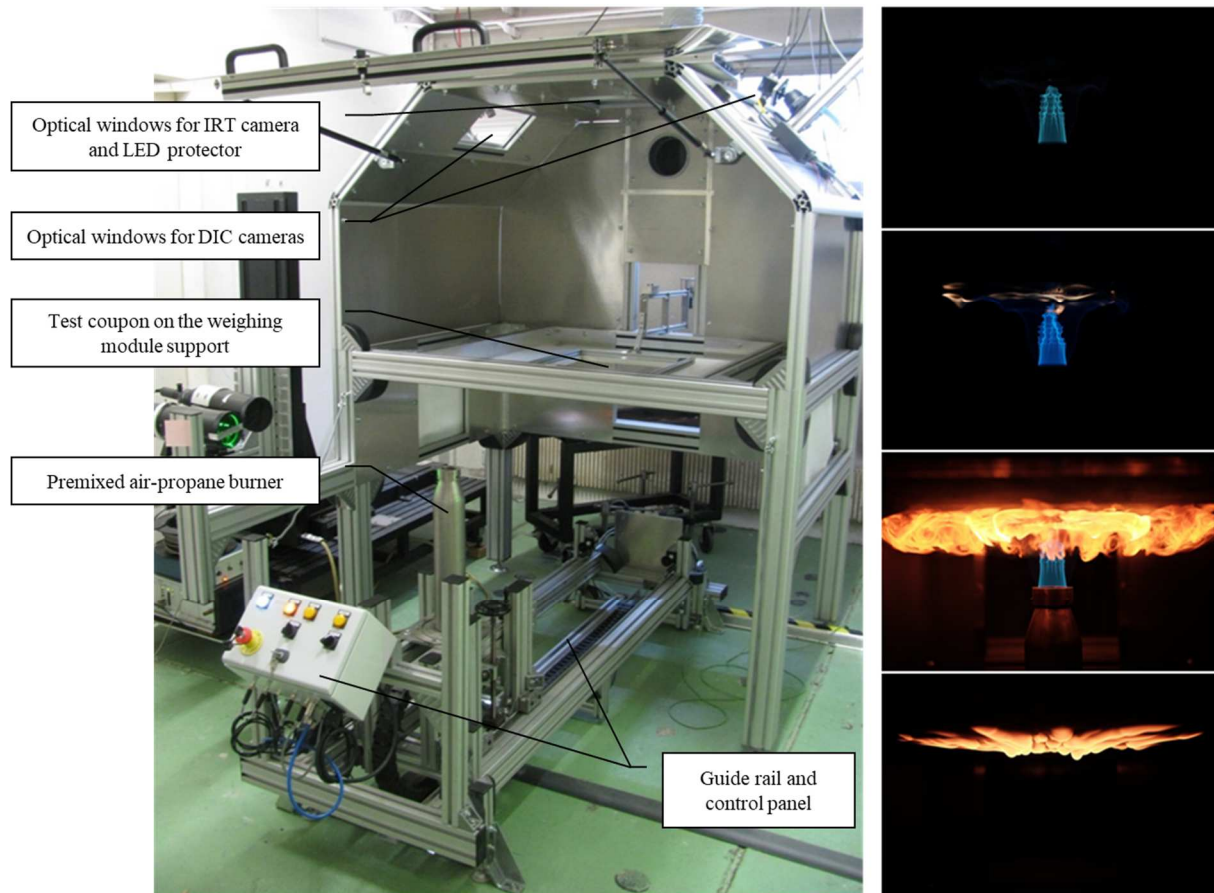 Optical windows for IRT camera
and LED protector
Optical windows for DIC cameras
Test coupon on the weighing
module support
Premixed air-propane burner
Guide rail and
control panel